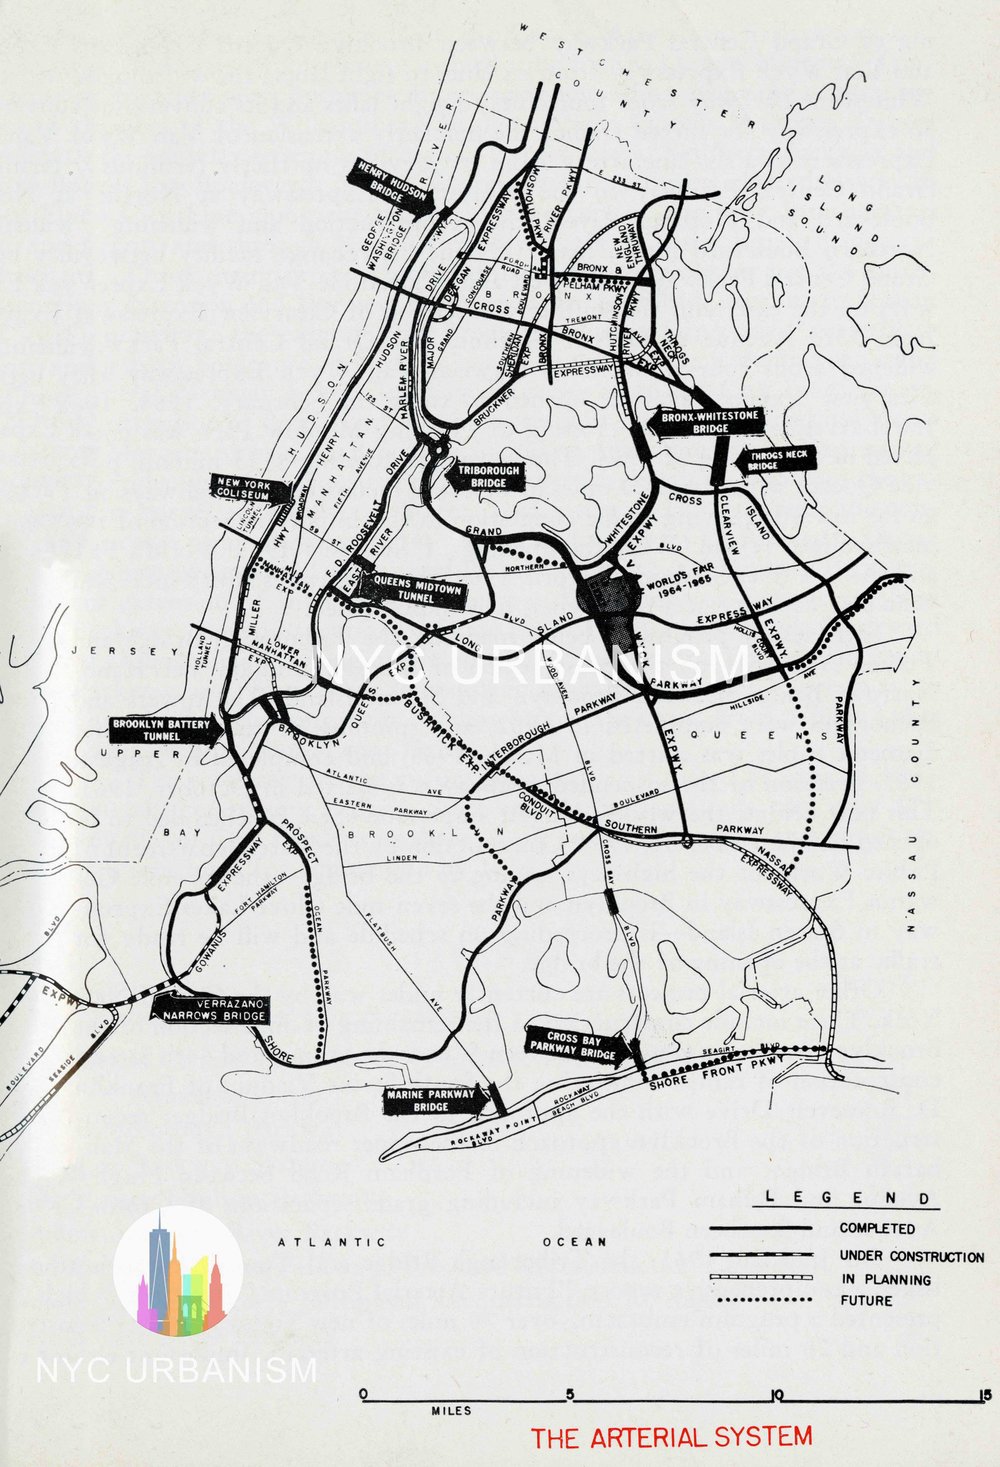 WESTCHESTER
COUNTY
LONG
ISLAND
SOUND
HUDSON
RIVER
HENRY HUDSON
BRIDGE
GEORGE
WASHINGTON
BRIDGE
PKWY
E 233 ST
MOSHOLU PKWY
RIVER PKWY
EXPRESSWAY
DEEGAN
MAJOR
DRIVE
HARLEM RIVER
GRAND
CONCOURSE
FORDHAM
ROAD
BRONX
SOUTHERN
BOULEVARD
NEW
ENGLAND
THRUWAY
BRONX &
PELHAM PKWY
CROSS
BRONX
EXPRESSWAY
TREMONT
AVE
HUTCHINSON
RIVER
PKWY
THROGS
NECK
EXP
SHERIDAN
EXP
BRONX
BRUCKNER
EXPRESSWAY
EXP
BRONX-WHITESTONE
BRIDGE
THROGS NECK
BRIDGE
TRIBOROUGH
BRIDGE
NEW YORK
COLISEUM
HENRY
HUDSON
MANHATTAN
BROADWAY
FIFTH AVENUE
125 ST
59 ST
LINCOLN
TUNNEL
F.D. ROOSEVELT
DRIVE
EAST
RIVER
QUEENS MIDTOWN
TUNNEL
MILLER
HWY
MID
MANHATTAN
EXP
LOWER
MANHATTAN
EXP
HOLLAND
TUNNEL
JERSEY
GRAND
NORTHERN
BLVD
WHITESTONE
EXPWY
CROSS
ISLAND
PARKWAY
CLEARVIEW
EXPWY
WORLD'S FAIR
1964-1965
LONG
ISLAND
EXPRESSWAY
HOLLIS COURT
BLVD
BLVD
AVE
HILLSIDE
QUEENS
NASSAU COUNTY
EXPWY
PARKWAY
INTERBOROUGH
PARKWAY
BUSHWICK EXP
BROOKLYN
QUEENS
EXP
BROOKLYN BATTERY
TUNNEL
UPPER
BAY
ATLANTIC
AVE
EASTERN PARKWAY
BROOKLYN
LINDEN
BOULEVARD
CONDUIT
BLVD
SOUTHERN
PARKWAY
NASSAU
EXPRESSWAY
CROSS BAY
BLVD
PROSPECT
EXP
EXPRESSWAY
GOWANUS
FORT HAMILTON
PARKWAY
OCEAN
PARKWAY
FLATBUSH
AVE
SHORE
PARKWAY
VERRAZANO-
NARROWS BRIDGE
BLVD
EXPWY
BOULEVARD
SEASIDE
BLVD
CROSS BAY
PARKWAY BRIDGE
MARINE PARKWAY
BRIDGE
SEAGIRT
BLVD
SHORE FRONT PKWY
ROCKAWAY
BEACH BLVD
ROCKAWAY POINT
BLVD
ATLANTIC OCEAN
NYC URBANISM
LEGEND
COMPLETED
UNDER CONSTRUCTION
IN PLANNING
FUTURE
NYC URBANISM
0 5 10 15
MILES
THE ARTERIAL SYSTEM